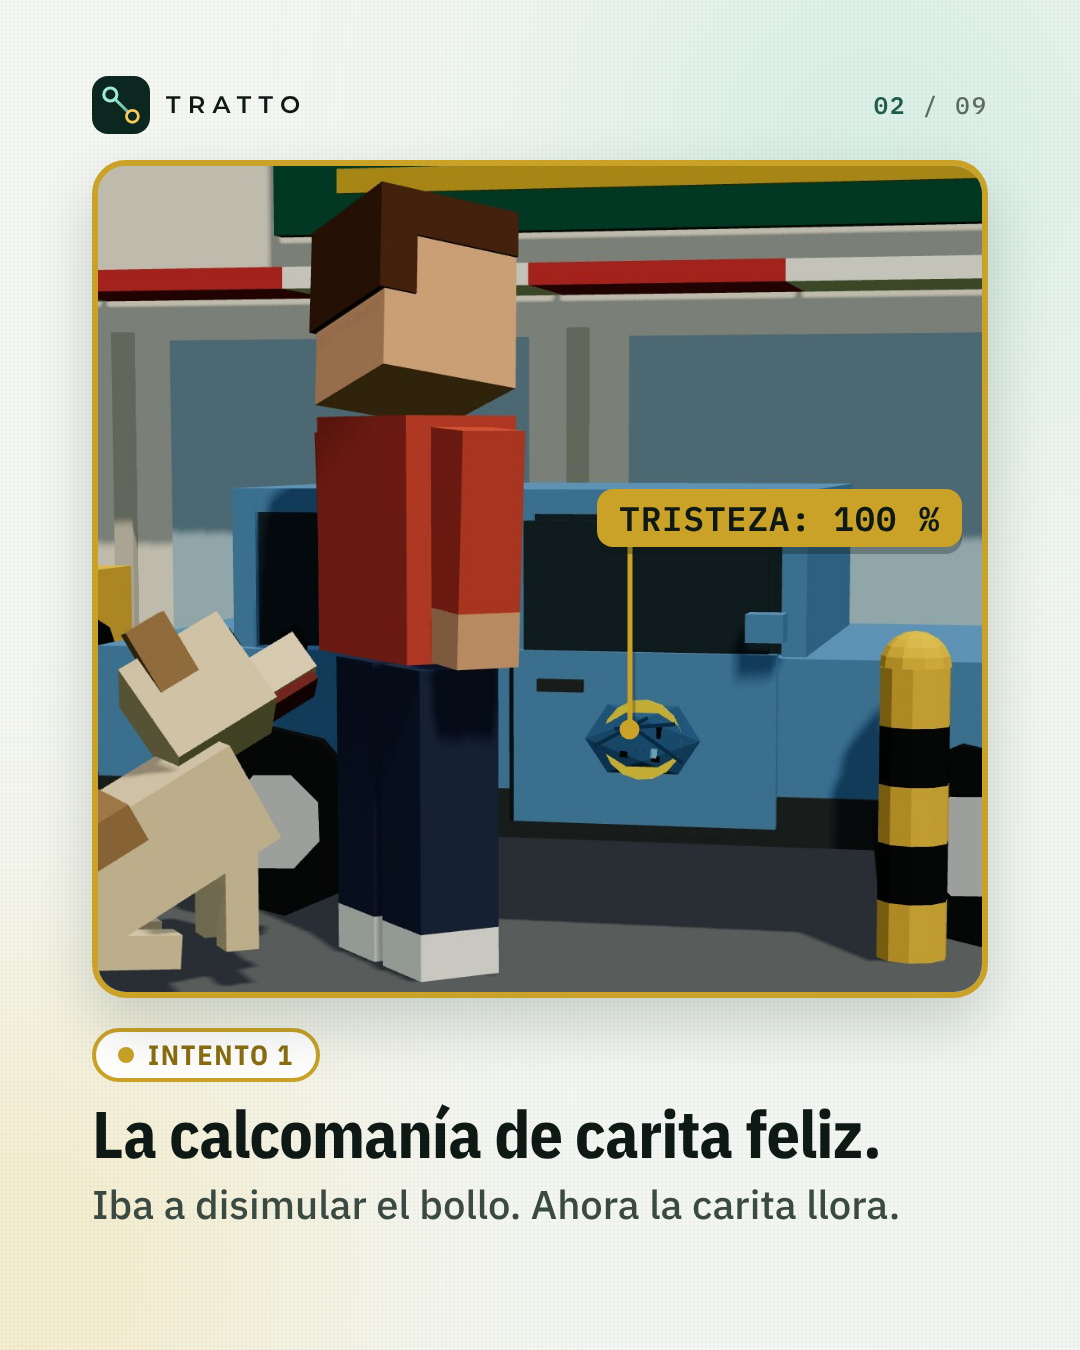 TRATTO
02 / 09
TRISTEZA: 100 %
INTENTO 1
La calcomanía de carita feliz.
Iba a disimular el bollo. Ahora la carita llora.